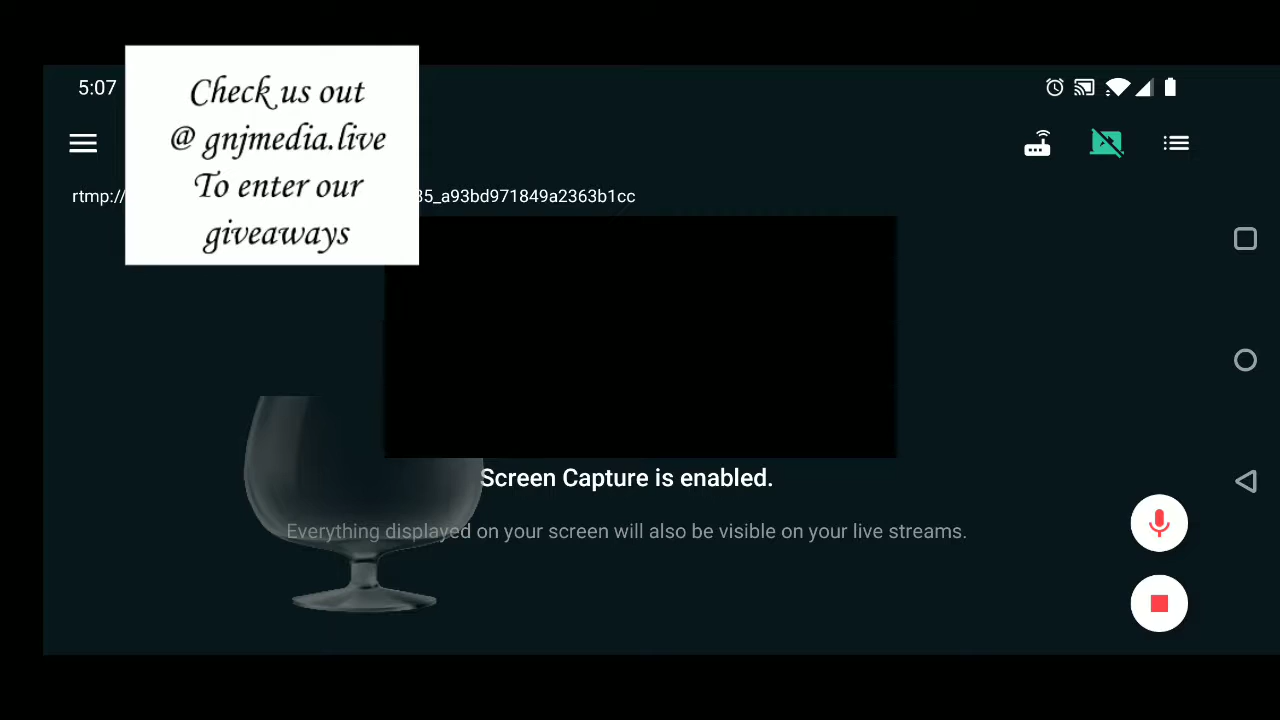 5:07
Check us out
@ gnjmedia.live
To enter our
giveaways
rtmp://
35_a93bd971849a2363b1cc
Screen Capture is enabled.
Everything displayed on your screen will also be visible on your live streams.